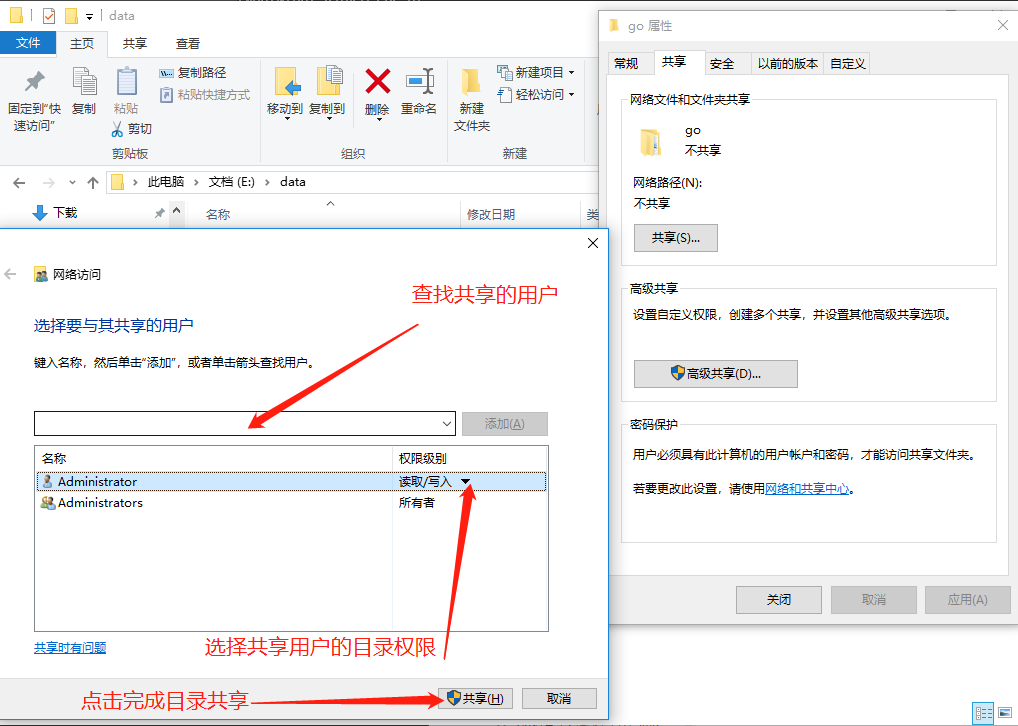 data
文件 主页 共享 查看
固定到“快速访问”
复制
粘贴
复制路径
粘贴快捷方式
剪切
剪贴板
移动到
复制到
删除
重命名
组织
新建文件夹
新建项目
轻松访问
新建
此电脑 › 文档 (E:) › data
下载
名称 修改日期 类
网络访问
查找共享的用户
选择要与其共享的用户
键入名称，然后单击“添加”，或者单击箭头查找用户。
添加(A)
名称 权限级别
Administrator 读取/写入
Administrators 所有者
共享时有问题
选择共享用户的目录权限
点击完成目录共享
共享(H) 取消
go 属性
常规 共享 安全 以前的版本 自定义
网络文件和文件夹共享
go
不共享
网络路径(N):
不共享
共享(S)...
高级共享
设置自定义权限，创建多个共享，并设置其他高级共享选项。
高级共享(D)...
密码保护
用户必须具有此计算机的用户帐户和密码，才能访问共享文件夹。
若要更改此设置，请使用网络和共享中心。
关闭 取消 应用(A)